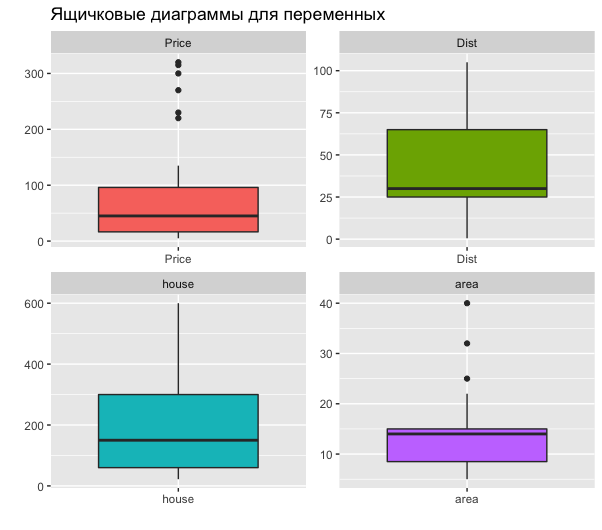 Ящичковые диаграммы для переменных
Price
Dist
300
200
100
0
100
75
50
25
0
Price
Dist
house
area
600
400
200
0
40
30
20
10
house
area